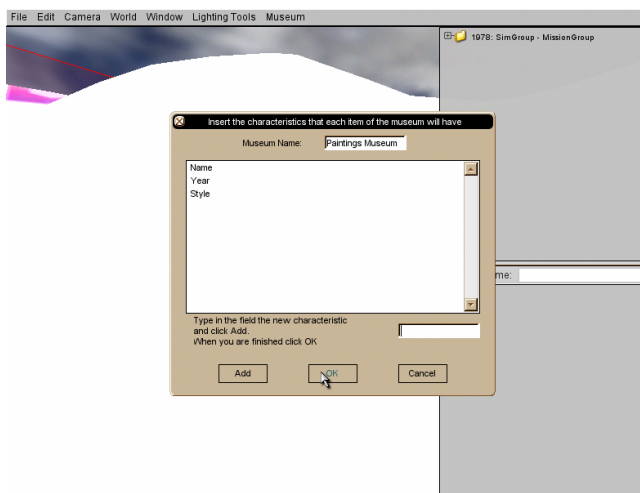 File Edit Camera World Window Lighting Tools Museum
1978: SimGroup - MissionGroup
Insert the characteristics that each item of the museum will have
Museum Name: Paintings Museum
Name
Year
Style
me:
Type in the field the new characteristic
and click Add.
When you are finished click OK
Add OK Cancel